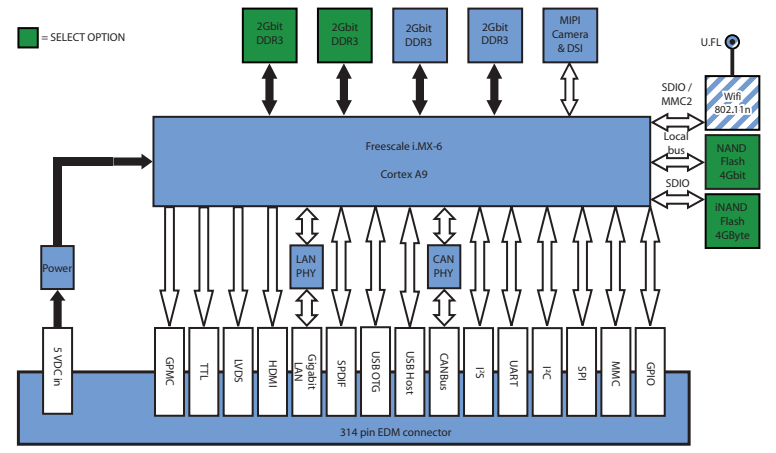 = SELECT OPTION
2Gbit
DDR3
2Gbit
DDR3
2Gbit
DDR3
2Gbit
DDR3
MIPI
Camera
& DSI
U.FL
SDIO /
MMC2
Wifi
802.11n
Freescale i.MX-6
Cortex A9
Local
bus
NAND
Flash
4Gbit
SDIO
iNAND
Flash
4GByte
Power
LAN
PHY
CAN
PHY
5 VDC in
GPMC
TTL
LVDS
HDMI
Gigabit
LAN
SPDIF
USB OTG
USB Host
CANBus
I²S
UART
I²C
SPI
MMC
GPIO
314 pin EDM connector